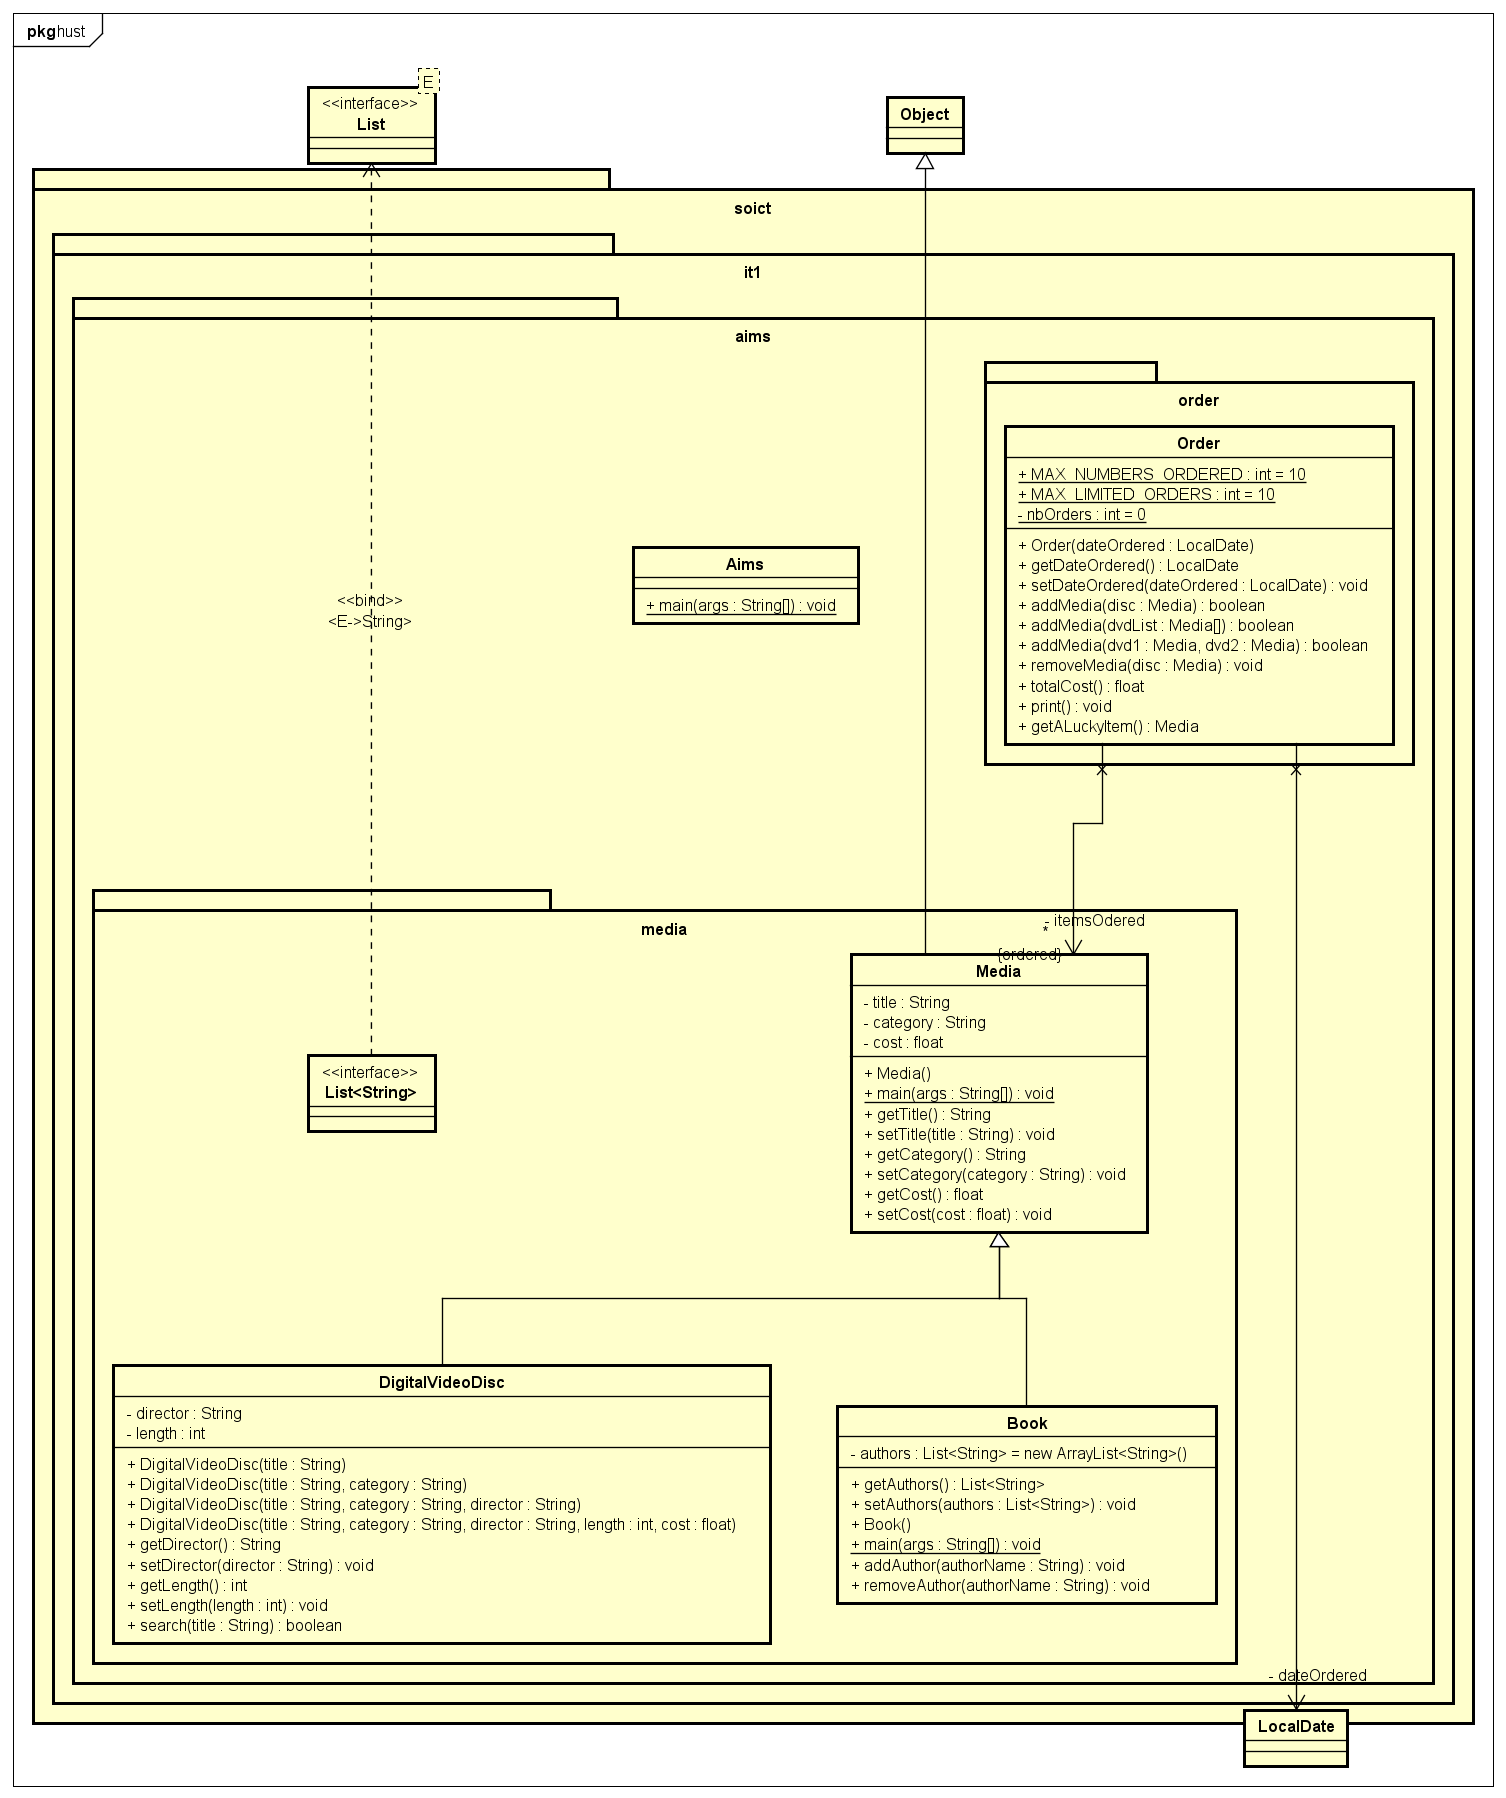 pkg hust
E
<<interface>>
List
Object
soict
it1
aims
order
Order
+ MAX_NUMBERS_ORDERED : int = 10
+ MAX_LIMITED_ORDERS : int = 10
- nbOrders : int = 0
+ Order(dateOrdered : LocalDate)
+ getDateOrdered() : LocalDate
+ setDateOrdered(dateOrdered : LocalDate) : void
+ addMedia(disc : Media) : boolean
+ addMedia(dvdList : Media[]) : boolean
+ addMedia(dvd1 : Media, dvd2 : Media) : boolean
+ removeMedia(disc : Media) : void
+ totalCost() : float
+ print() : void
+ getALuckyItem() : Media
Aims
+ main(args : String[]) : void
<<bind>>
<E->String>
media
- itemsOdered
*
{ordered}
Media
- title : String
- category : String
- cost : float
+ Media()
+ main(args : String[]) : void
+ getTitle() : String
+ setTitle(title : String) : void
+ getCategory() : String
+ setCategory(category : String) : void
+ getCost() : float
+ setCost(cost : float) : void
<<interface>>
List<String>
DigitalVideoDisc
- director : String
- length : int
+ DigitalVideoDisc(title : String)
+ DigitalVideoDisc(title : String, category : String)
+ DigitalVideoDisc(title : String, category : String, director : String)
+ DigitalVideoDisc(title : String, category : String, director : String, length : int, cost : float)
+ getDirector() : String
+ setDirector(director : String) : void
+ getLength() : int
+ setLength(length : int) : void
+ search(title : String) : boolean
Book
- authors : List<String> = new ArrayList<String>()
+ getAuthors() : List<String>
+ setAuthors(authors : List<String>) : void
+ Book()
+ main(args : String[]) : void
+ addAuthor(authorName : String) : void
+ removeAuthor(authorName : String) : void
- dateOrdered
LocalDate